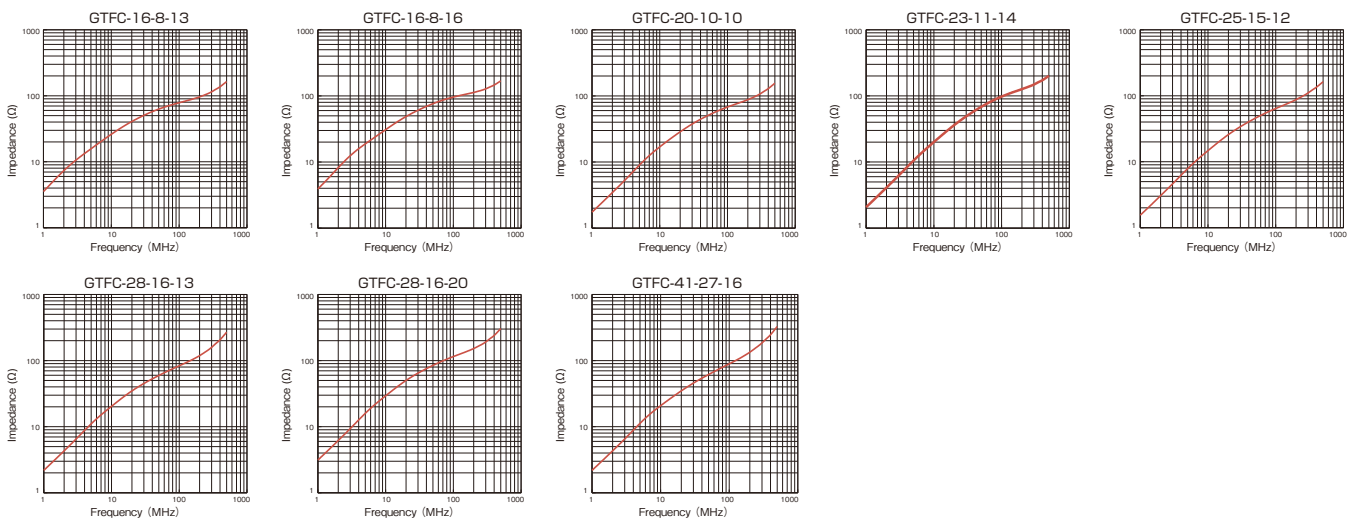 GTFC-16-8-13
1000
100
10
1
Impedance (Ω)
1
10
100
1000
Frequency (MHz)
GTFC-16-8-16
1000
100
10
1
Impedance (Ω)
1
10
100
1000
Frequency (MHz)
GTFC-20-10-10
1000
100
10
1
Impedance (Ω)
1
10
100
1000
Frequency (MHz)
GTFC-23-11-14
1000
100
10
1
Impedance (Ω)
1
10
100
1000
Frequency (MHz)
GTFC-25-15-12
1000
100
10
1
Impedance (Ω)
1
10
100
1000
Frequency (MHz)
GTFC-28-16-13
1000
100
10
1
Impedance (Ω)
1
10
100
1000
Frequency (MHz)
GTFC-28-16-20
1000
100
10
1
Impedance (Ω)
1
10
100
1000
Frequency (MHz)
GTFC-41-27-16
1000
100
10
1
Impedance (Ω)
1
10
100
1000
Frequency (MHz)